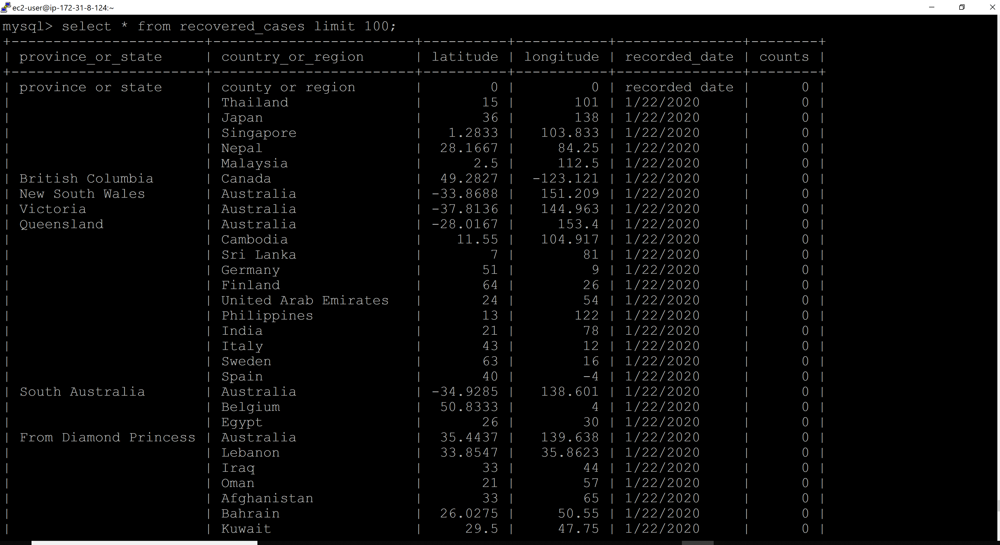 ec2-user@ip-172-31-8-124:~
mysql> select * from recovered_cases limit 100;
+-----------------------+------------------------+----------+-----------+---------------+--------+
| province_or_state | country_or_region | latitude | longitude | recorded_date | counts |
+-----------------------+------------------------+----------+-----------+---------------+--------+
| province or state | county or region | 0 | 0 | recorded date | 0 |
| | Thailand | 15 | 101 | 1/22/2020 | 0 |
| | Japan | 36 | 138 | 1/22/2020 | 0 |
| | Singapore | 1.2833 | 103.833 | 1/22/2020 | 0 |
| | Nepal | 28.1667 | 84.25 | 1/22/2020 | 0 |
| | Malaysia | 2.5 | 112.5 | 1/22/2020 | 0 |
| British Columbia | Canada | 49.2827 | -123.121 | 1/22/2020 | 0 |
| New South Wales | Australia | -33.8688 | 151.209 | 1/22/2020 | 0 |
| Victoria | Australia | -37.8136 | 144.963 | 1/22/2020 | 0 |
| Queensland | Australia | -28.0167 | 153.4 | 1/22/2020 | 0 |
| | Cambodia | 11.55 | 104.917 | 1/22/2020 | 0 |
| | Sri Lanka | 7 | 81 | 1/22/2020 | 0 |
| | Germany | 51 | 9 | 1/22/2020 | 0 |
| | Finland | 64 | 26 | 1/22/2020 | 0 |
| | United Arab Emirates | 24 | 54 | 1/22/2020 | 0 |
| | Philippines | 13 | 122 | 1/22/2020 | 0 |
| | India | 21 | 78 | 1/22/2020 | 0 |
| | Italy | 43 | 12 | 1/22/2020 | 0 |
| | Sweden | 63 | 16 | 1/22/2020 | 0 |
| | Spain | 40 | -4 | 1/22/2020 | 0 |
| South Australia | Australia | -34.9285 | 138.601 | 1/22/2020 | 0 |
| | Belgium | 50.8333 | 4 | 1/22/2020 | 0 |
| | Egypt | 26 | 30 | 1/22/2020 | 0 |
| From Diamond Princess | Australia | 35.4437 | 139.638 | 1/22/2020 | 0 |
| | Lebanon | 33.8547 | 35.8623 | 1/22/2020 | 0 |
| | Iraq | 33 | 44 | 1/22/2020 | 0 |
| | Oman | 21 | 57 | 1/22/2020 | 0 |
| | Afghanistan | 33 | 65 | 1/22/2020 | 0 |
| | Bahrain | 26.0275 | 50.55 | 1/22/2020 | 0 |
| | Kuwait | 29.5 | 47.75 | 1/22/2020 | 0 |